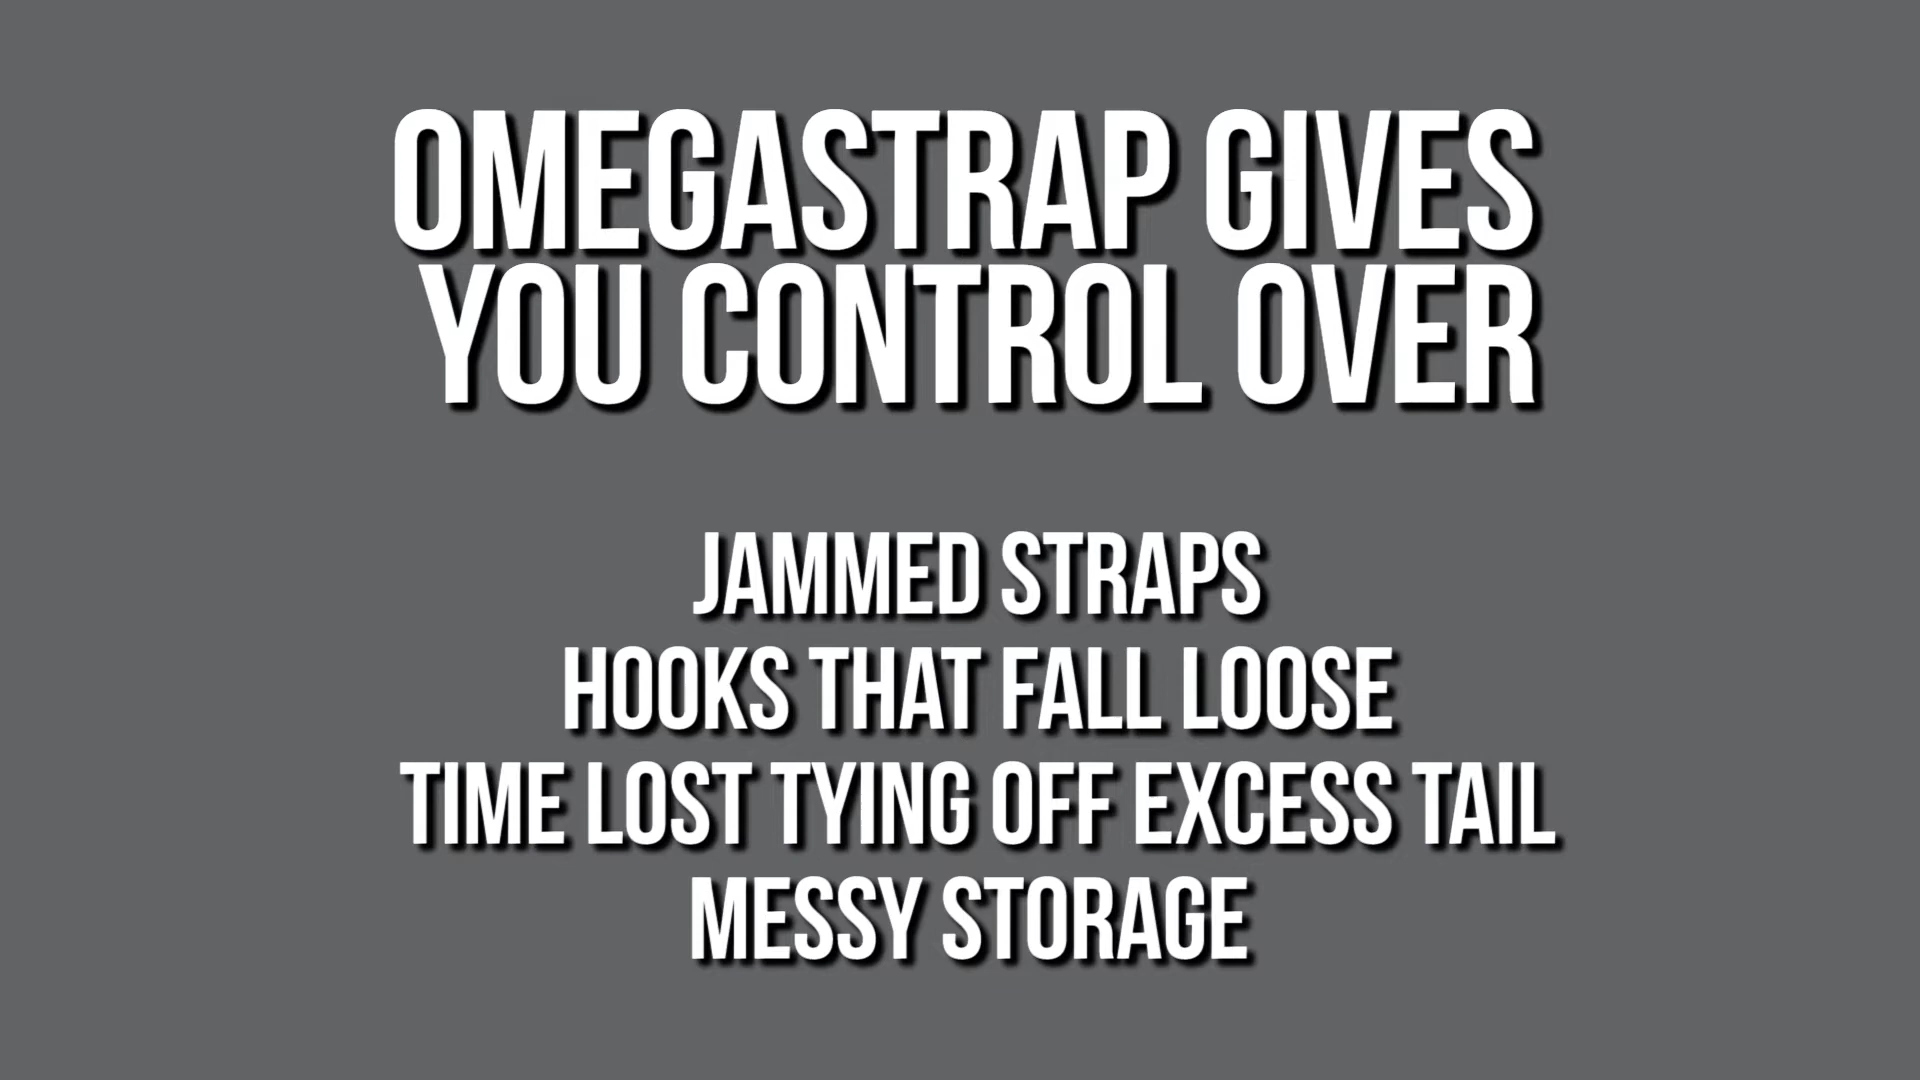 OMEGASTRAP GIVES
YOU CONTROL OVER
JAMMED STRAPS
HOOKS THAT FALL LOOSE
TIME LOST TYING OFF EXCESS TAIL
MESSY STORAGE